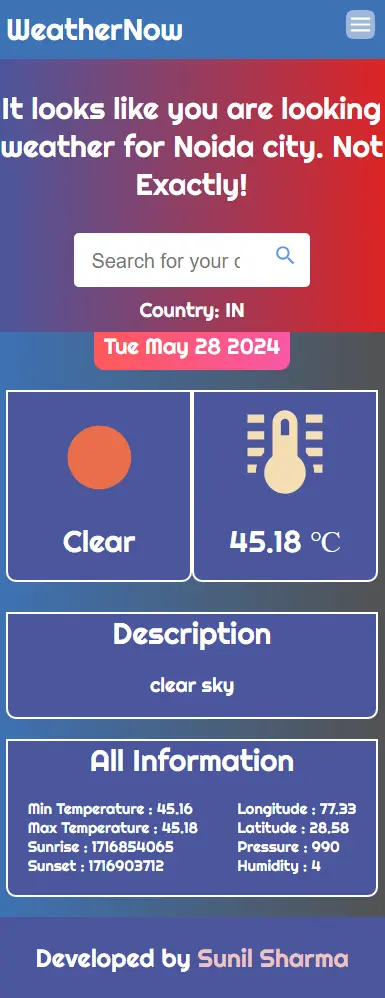 WeatherNow
It looks like you are looking
weather for Noida city. Not
Exactly!
Search for your c
Country: IN
Tue May 28 2024
Clear
45.18 °C
Description
clear sky
All Information
Min Temperature : 45.16
Max Temperature : 45.18
Sunrise : 1716854065
Sunset : 1716903712
Longitude : 77.33
Latitude : 28.58
Pressure : 990
Humidity : 4
Developed by Sunil Sharma